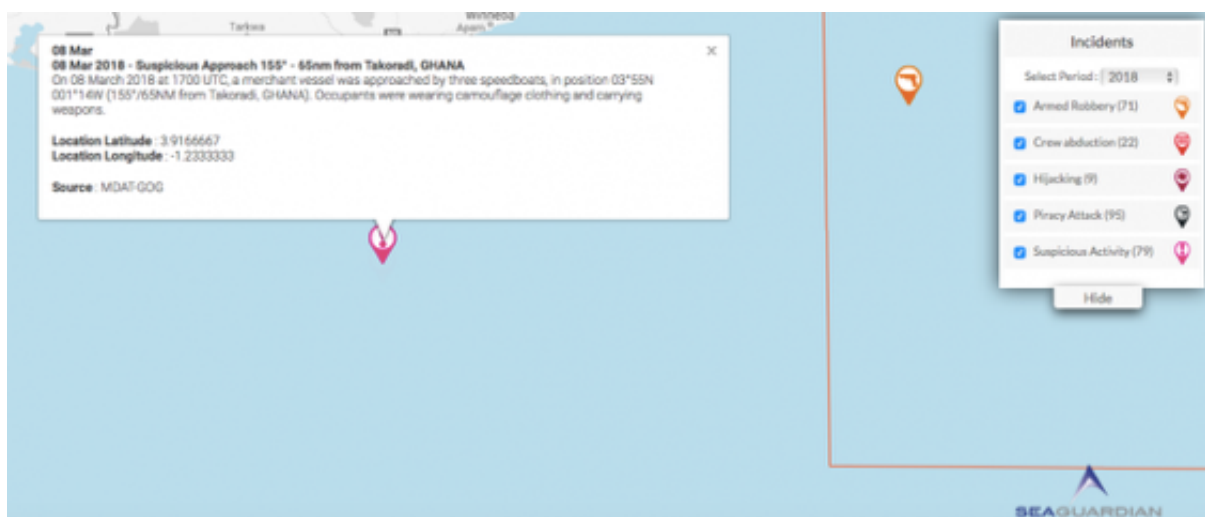 Tarkwa
Winneba
Apam
08 Mar
08 Mar 2018 - Suspicious Approach 155° - 65nm from Takoradi, GHANA
On 08 March 2018 at 1700 UTC, a merchant vessel was approached by three speedboats, in position 03°55N
001°14W (155°/65NM from Takoradi, GHANA). Occupants were wearing camouflage clothing and carrying
weapons.
Location Latitude : 3.9166667
Location Longitude : -1.2333333
Source : MDAT-GOG
Incidents
Select Period : 2018
Armed Robbery (71)
Crew abduction (22)
Hijacking (9)
Piracy Attack (95)
Suspicious Activity (79)
Hide
SEAGUARDIAN